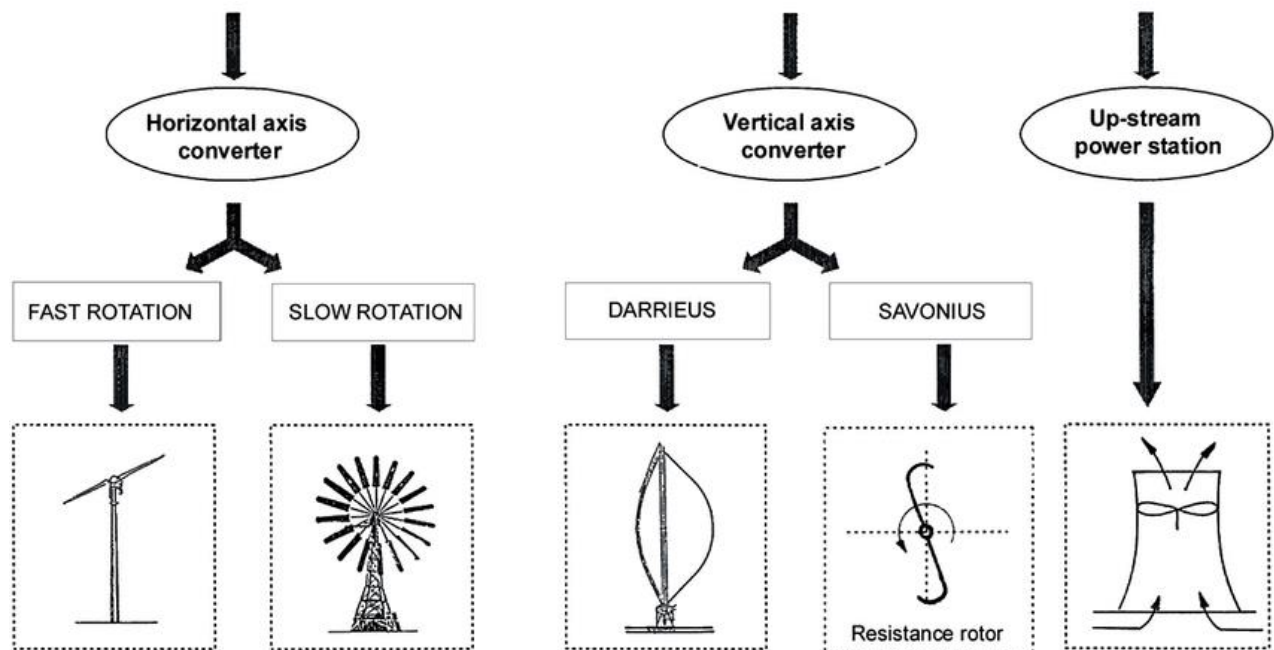 Horizontal axis
converter
Vertical axis
converter
Up-stream
power station
FAST ROTATION
SLOW ROTATION
DARRIEUS
SAVONIUS
Resistance rotor